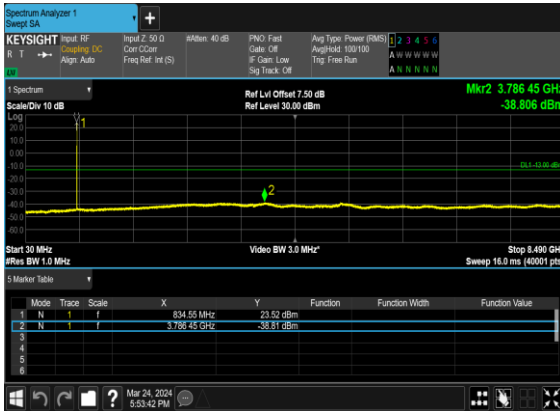 Spectrum Analyzer 1
Swept SA
KEYSIGHT
R T
Input: RF
Coupling: DC
Align: Auto
Input Z: 50 Ω
Corr CCorr
Freq Ref: Int (S)
#Atten: 40 dB
PNO: Fast
Gate: Off
IF Gain: Low
Sig Track: Off
Avg Type: Power (RMS)
Avg|Hold: 100/100
Trig: Free Run
1 2 3 4 5 6
A W W W W W
A N N N N N
1 Spectrum
Scale/Div 10 dB
Ref Lvl Offset 7.50 dB
Ref Level 30.00 dBm
Mkr2 3.786 45 GHz
-38.806 dBm
Log
20.0
10.0
0.00
-10.0
-20.0
-30.0
-40.0
-50.0
-60.0
1
2
DL1 -13.00 dBm
Start 30 MHz
#Res BW 1.0 MHz
Video BW 3.0 MHz*
Stop 8.490 GHz
Sweep 16.0 ms (40001 pts)
5 Marker Table
Mode Trace Scale X Y Function Function Width Function Value
1 N 1 f 834.55 MHz 23.52 dBm
2 N 1 f 3.786 45 GHz -38.81 dBm
3
4
5
6
Mar 24, 2024
5:53:42 PM